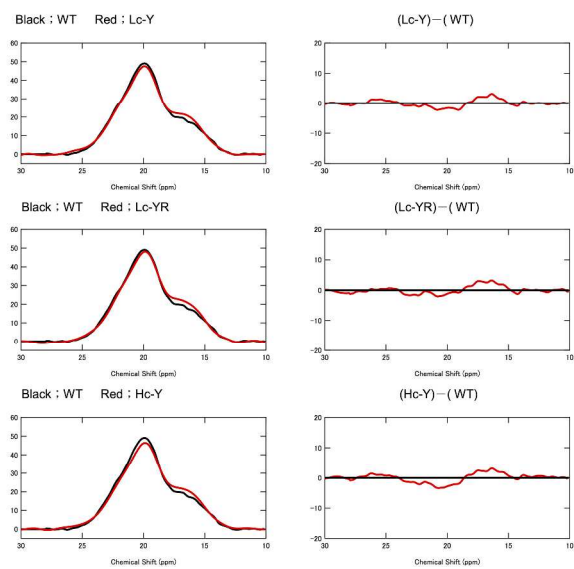 Black；WT Red；Lc-Y
(Lc-Y)－( WT)
60
50
40
30
20
10
0
30 25 20 15 10
Chemical Shift (ppm)
20
10
0
-10
-20
30 25 20 15 10
Chemical Shift (ppm)
Black；WT Red；Lc-YR
(Lc-YR)－( WT)
60
50
40
30
20
10
0
30 25 20 15 10
Chemical Shift (ppm)
20
10
0
-10
-20
30 25 20 15 10
Chemical Shift (ppm)
Black；WT Red；Hc-Y
(Hc-Y)－( WT)
60
50
40
30
20
10
0
30 25 20 15 10
Chemical Shift (ppm)
20
10
0
-10
-20
30 25 20 15 10
Chemical Shift (ppm)